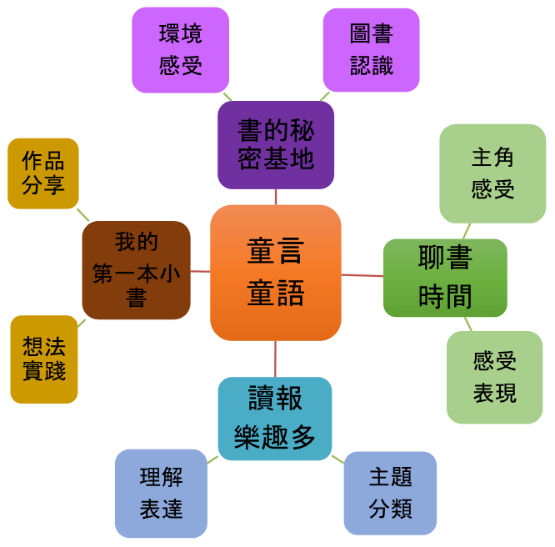 環境
感受
圖書
認識
書的秘
密基地
作品
分享
主角
感受
我的
第一本小
書
童言
童語
聊書
時間
想法
實踐
感受
表現
讀報
樂趣多
理解
表達
主題
分類